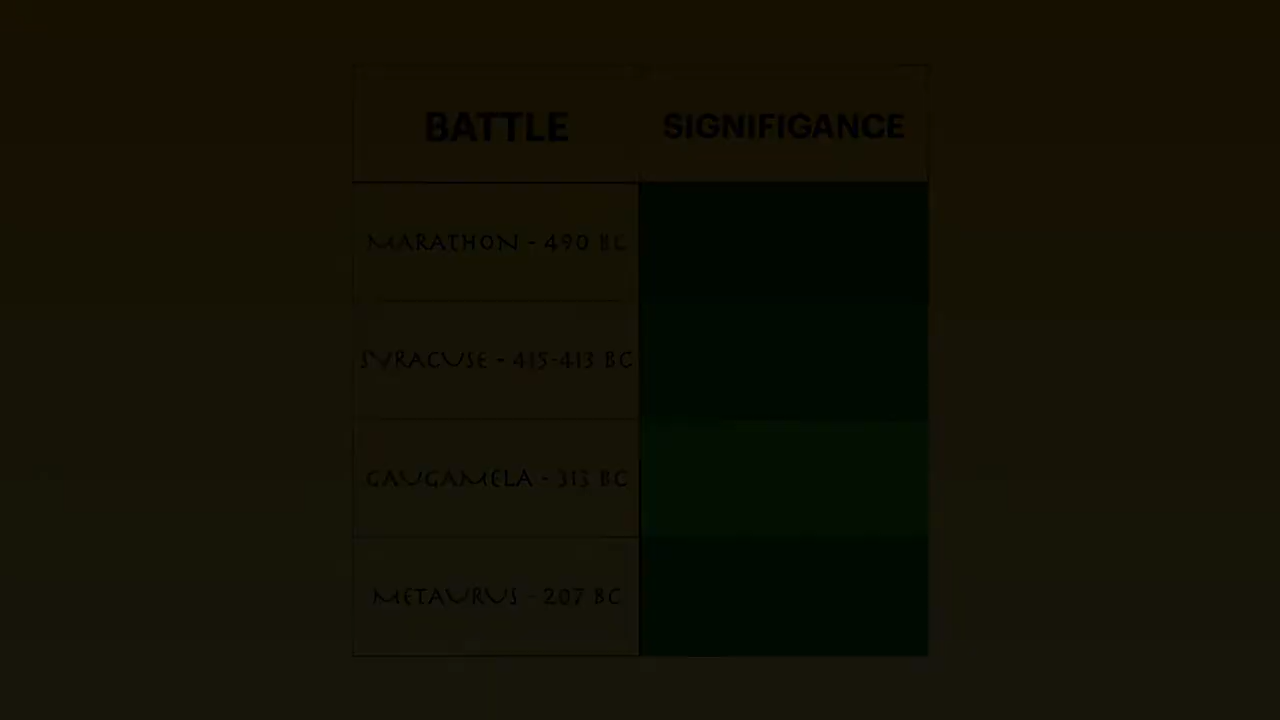 BATTLE SIGNIFIGANCE
MARATHON - 490 BC
SYRACUSE - 415-413 BC
GAUGAMELA - 313 BC
METAURUS - 207 BC